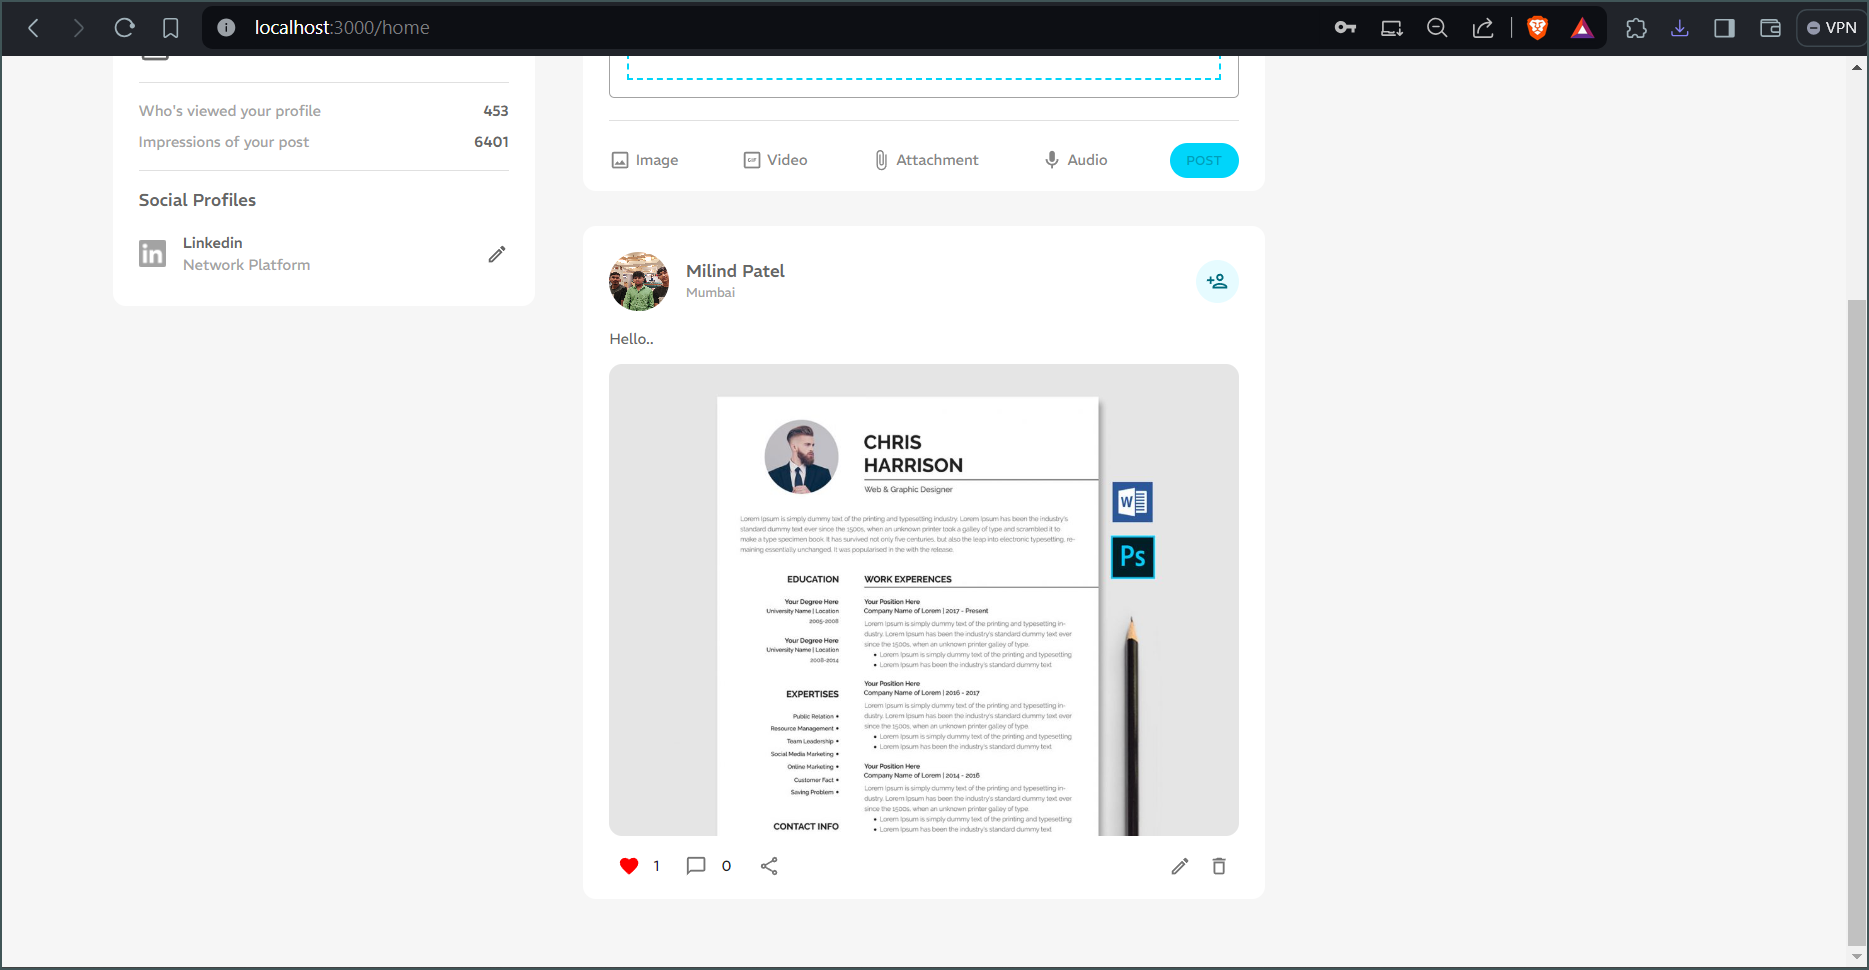 localhost:3000/home
VPN
Who's viewed your profile 453
Impressions of your post 6401
Social Profiles
in Linkedin
Network Platform
GIF
Image Video Attachment Audio POST
Milind Patel
Mumbai
Hello..
CHRIS
HARRISON
Web & Graphic Designer
W
Ps
Lorem Ipsum is simply dummy text of the printing and typesetting industry. Lorem Ipsum has been the industry's
standard dummy text ever since the 1500s, when an unknown printer took a galley of type and scrambled it to
make a type specimen book. It has survived not only five centuries, but also the leap into electronic typesetting, re-
maining essentially unchanged. It was popularised in the with the release.
EDUCATION
Your Degree Here
University Name | Location
2005-2008
Your Degree Here
University Name | Location
2008-2014
EXPERTISES
Public Relation •
Resource Management •
Team Leadership •
Social Media Marketing •
Online Marketing •
Customer Fact •
Saving Problem •
CONTACT INFO
WORK EXPERENCES
Your Position Here
Company Name of Lorem | 2017 - Present
Lorem Ipsum is simply dummy text of the printing and typesetting in-
dustry. Lorem Ipsum has been the industry's standard dummy text ever
since the 1500s, when an unknown printer galley of type.
• Lorem Ipsum is simply dummy text of the printing and typesetting
• Lorem Ipsum has been the industry's standard dummy text
Your Position Here
Company Name of Lorem | 2016 - 2017
Lorem Ipsum is simply dummy text of the printing and typesetting in-
dustry. Lorem Ipsum has been the industry's standard dummy text ever
since the 1500s, when an unknown printer galley of type.
• Lorem Ipsum is simply dummy text of the printing and typesetting
• Lorem Ipsum has been the industry's standard dummy text
Your Position Here
Company Name of Lorem | 2014 - 2016
Lorem Ipsum is simply dummy text of the printing and typesetting in-
dustry. Lorem Ipsum has been the industry's standard dummy text ever
since the 1500s, when an unknown printer galley of type.
• Lorem Ipsum is simply dummy text of the printing and typesetting
• Lorem Ipsum has been the industry's standard dummy text
1 0